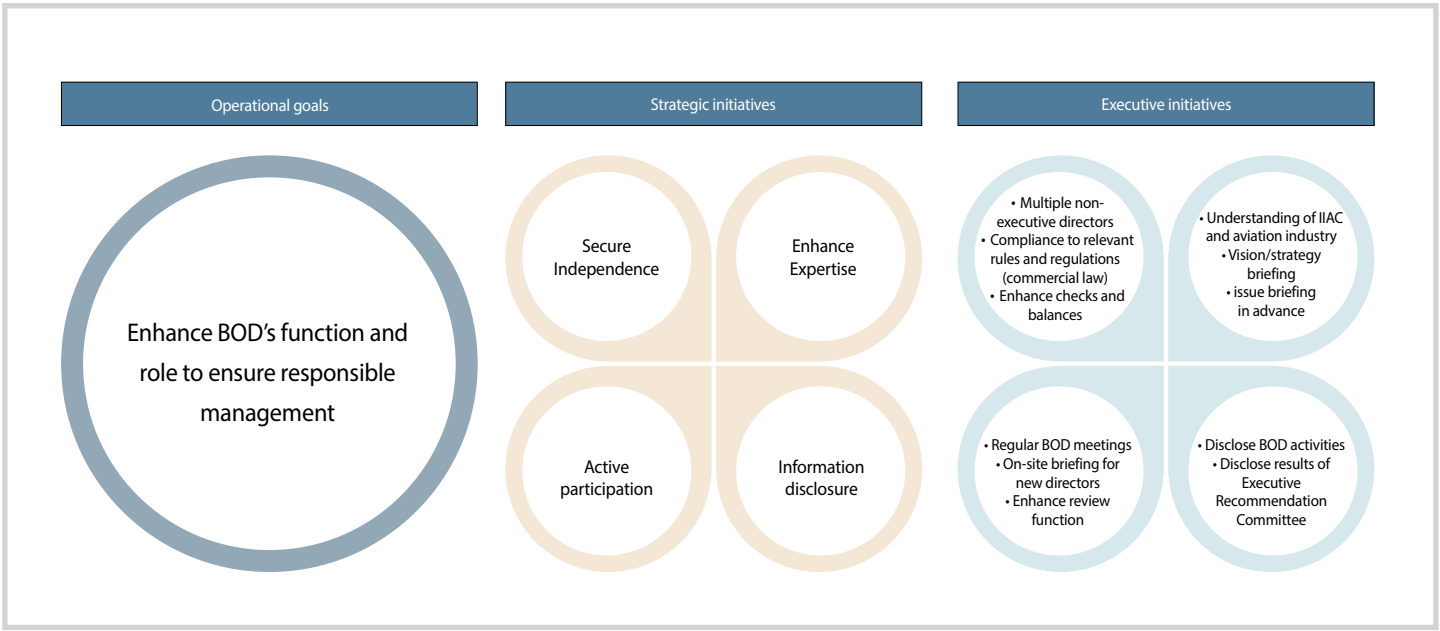 Operational goals
Strategic initiatives
Executive initiatives
Enhance BOD's function and
role to ensure responsible
management
Secure
Independence
Enhance
Expertise
Active
participation
Information
disclosure
• Multiple non-
executive directors
• Compliance to relevant
rules and regulations
(commercial law)
• Enhance checks and
balances
• Understanding of IIAC
and aviation industry
• Vision/strategy
briefing
• issue briefing
in advance
• Regular BOD meetings
• On-site briefing for
new directors
• Enhance review
function
• Disclose BOD activities
• Disclose results of
Executive
Recommendation
Committee